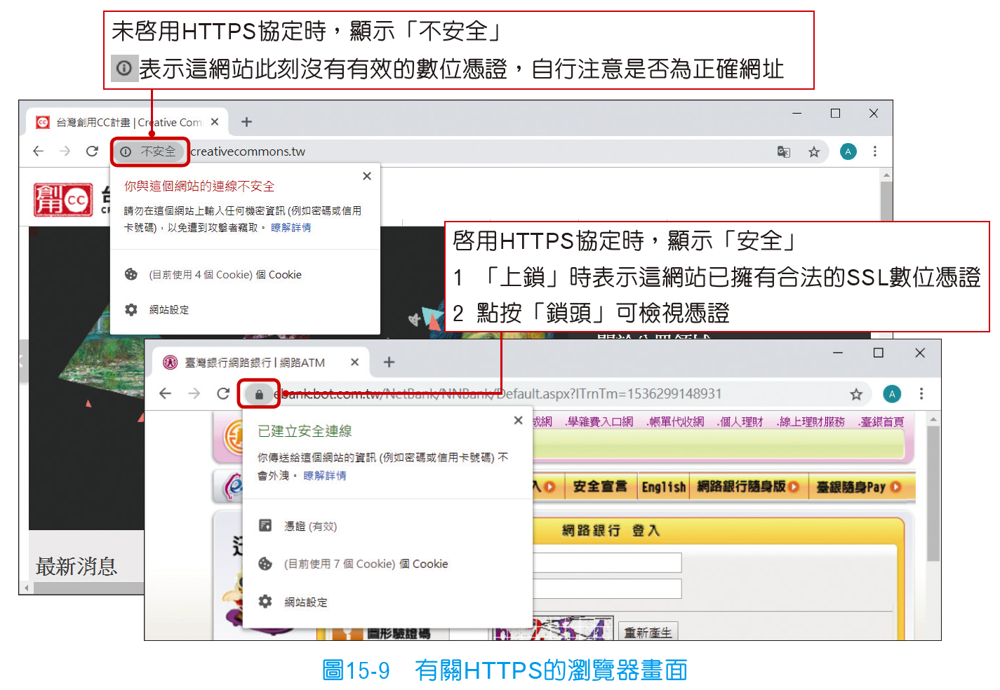 未啓用HTTPS協定時，顯示「不安全」
表示這網站此刻沒有有效的數位憑證，自行注意是否為正確網址
台灣創用CC計畫 | Creative Com
不安全 creativecommons.tw
A
創用CC
你與這個網站的連線不安全
請勿在這個網站上輸入任何機密資訊 (例如密碼或信用
卡號碼)，以免遭到攻擊者竊取。 瞭解詳情
(目前使用 4 個 Cookie) 個 Cookie
網站設定
最新消息
啓用HTTPS協定時，顯示「安全」
1 「上鎖」時表示這網站已擁有合法的SSL數位憑證
2 點按「鎖頭」可檢視憑證
臺灣銀行網路銀行 | 網路ATM
ebank.bot.com.tw/NetBank/NNBank/Default.aspx?ITrnTm=1536299148931
A
.學雜費入口網 .帳單代收網 .個人理財 .線上理財服務 .臺銀首頁
已建立安全連線
你傳送給這個網站的資訊 (例如密碼或信用卡號碼) 不
會外洩。 瞭解詳情
入 安全宣言 English 網路銀行隨身版 臺銀隨身Pay
憑證 (有效)
網路銀行 登入
(目前使用 7 個 Cookie) 個 Cookie
網站設定
圖形驗證碼
重新產生
圖15-9 有關HTTPS的瀏覽器畫面